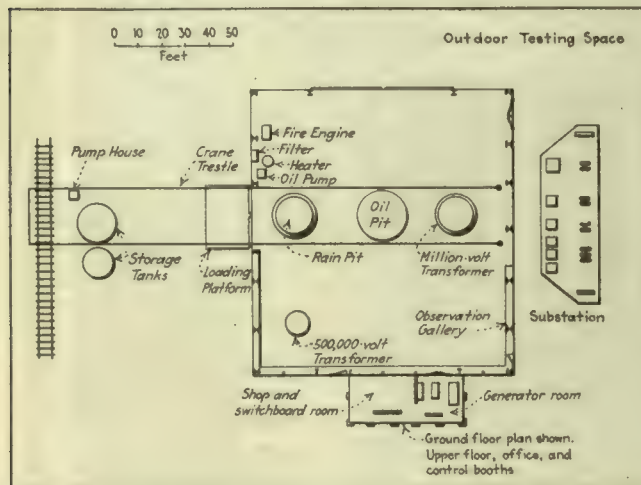 0 10 20 30 40 50
Feet
Outdoor Testing Space
Pump House
Crane
Trestle
Fire Engine
Filter
Heater
Oil Pump
Oil
Pit
Storage
Tanks
Loading
Platform
Rain Pit
Million-volt
Transformer
Substation
500,000-volt
Transformer
Observation
Gallery
Shop and
switchboard room
Generator room
Ground floor plan shown.
Upper floor, office, and
control booths